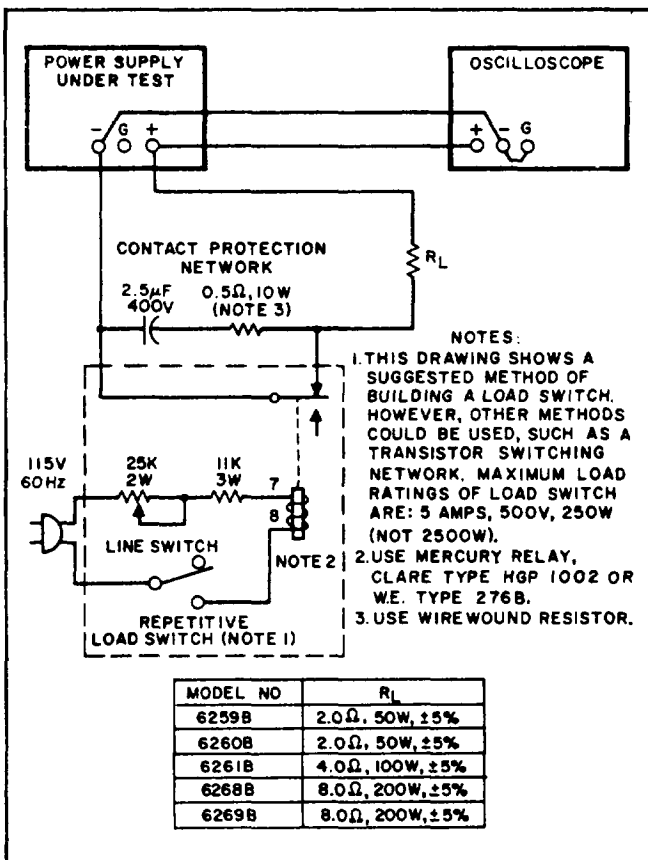 POWER SUPPLY
UNDER TEST
OSCILLOSCOPE
- G +
+ - G
CONTACT PROTECTION
NETWORK
2.5µF
400V
0.5Ω, 10W
(NOTE 3)
RL
115V
60Hz
25K
2W
11K
3W
7
8
LINE SWITCH
NOTE 2
REPETITIVE
LOAD SWITCH (NOTE 1)
NOTES:
1. THIS DRAWING SHOWS A
SUGGESTED METHOD OF
BUILDING A LOAD SWITCH.
HOWEVER, OTHER METHODS
COULD BE USED, SUCH AS A
TRANSISTOR SWITCHING
NETWORK. MAXIMUM LOAD
RATINGS OF LOAD SWITCH
ARE: 5 AMPS, 500V, 250W
(NOT 2500W).
2. USE MERCURY RELAY,
CLARE TYPE HGP 1002 OR
W.E. TYPE 276B.
3. USE WIREWOUND RESISTOR.
MODEL NO RL
6259B 2.0Ω, 50W, ±5%
6260B 2.0Ω, 50W, ±5%
6261B 4.0Ω, 100W, ±5%
6268B 8.0Ω, 200W, ±5%
6269B 8.0Ω, 200W, ±5%